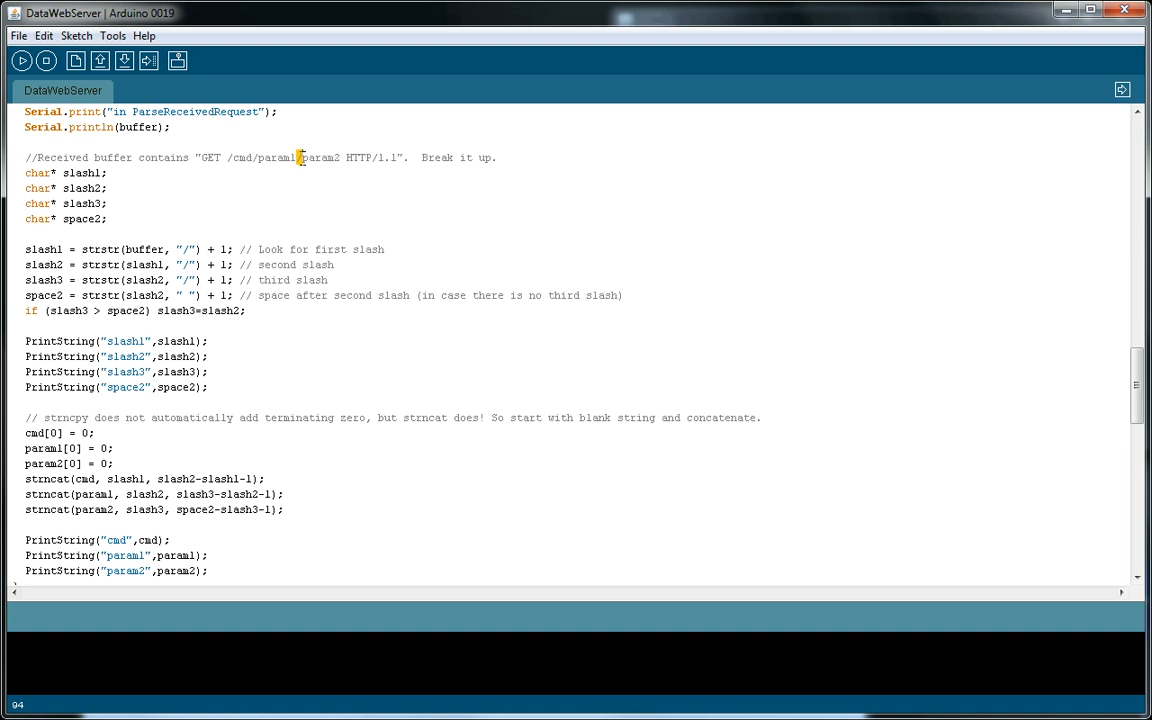 DataWebServer | Arduino 0019
File Edit Sketch Tools Help
DataWebServer
Serial.print("in ParseReceivedRequest");
Serial.println(buffer);
//Received buffer contains "GET /cmd/param1/param2 HTTP/1.1".  Break it up.
char* slash1;
char* slash2;
char* slash3;
char* space2;
slash1 = strstr(buffer, "/") + 1; // Look for first slash
slash2 = strstr(slash1, "/") + 1; // second slash
slash3 = strstr(slash2, "/") + 1; // third slash
space2 = strstr(slash2, " ") + 1; // space after second slash (in case there is no third slash)
if (slash3 > space2) slash3=slash2;
PrintString("slash1",slash1);
PrintString("slash2",slash2);
PrintString("slash3",slash3);
PrintString("space2",space2);
// strncpy does not automatically add terminating zero, but strncat does! So start with blank string and concatenate.
cmd[0] = 0;
param1[0] = 0;
param2[0] = 0;
strncat(cmd, slash1, slash2-slash1-1);
strncat(param1, slash2, slash3-slash2-1);
strncat(param2, slash3, space2-slash3-1);
PrintString("cmd",cmd);
PrintString("param1",param1);
PrintString("param2",param2);
94